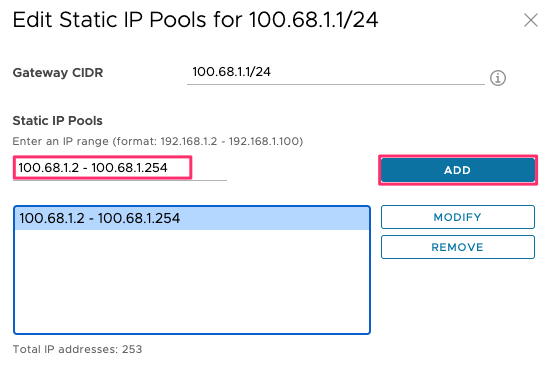 Edit Static IP Pools for 100.68.1.1/24
Gateway CIDR 100.68.1.1/24
Static IP Pools
Enter an IP range (format: 192.168.1.2 - 192.168.1.100)
100.68.1.2 - 100.68.1.254 ADD
100.68.1.2 - 100.68.1.254 MODIFY
REMOVE
Total IP addresses: 253